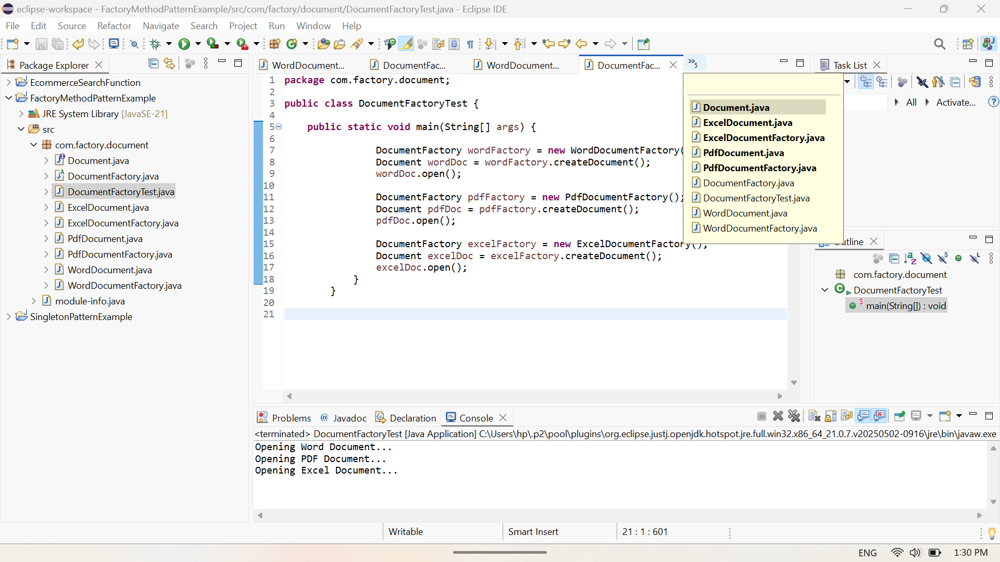 eclipse-workspace - FactoryMethodPatternExample/src/com/factory/document/DocumentFactoryTest.java - Eclipse IDE
File Edit Source Refactor Navigate Search Project Run Window Help
Package Explorer
EcommerceSearchFunction
FactoryMethodPatternExample
JRE System Library [JavaSE-21]
src
com.factory.document
Document.java
DocumentFactory.java
DocumentFactoryTest.java
ExcelDocument.java
ExcelDocumentFactory.java
PdfDocument.java
PdfDocumentFactory.java
WordDocument.java
WordDocumentFactory.java
module-info.java
SingletonPatternExample
WordDocument... DocumentFac... WordDocument... DocumentFac... »5
1 package com.factory.document;
2
3 public class DocumentFactoryTest {
4
5 public static void main(String[] args) {
6
7 DocumentFactory wordFactory = new WordDocumentFactory(
8 Document wordDoc = wordFactory.createDocument();
9 wordDoc.open();
10
11 DocumentFactory pdfFactory = new PdfDocumentFactory();
12 Document pdfDoc = pdfFactory.createDocument();
13 pdfDoc.open();
14
15 DocumentFactory excelFactory = new ExcelDocumentFactory();
16 Document excelDoc = excelFactory.createDocument();
17 excelDoc.open();
18 }
19 }
20
21
Document.java
ExcelDocument.java
ExcelDocumentFactory.java
PdfDocument.java
PdfDocumentFactory.java
DocumentFactory.java
DocumentFactoryTest.java
WordDocument.java
WordDocumentFactory.java
Task List
All Activate...
Outline
com.factory.document
DocumentFactoryTest
main(String[]) : void
Problems @ Javadoc Declaration Console
<terminated> DocumentFactoryTest [Java Application] C:\Users\hp\.p2\pool\plugins\org.eclipse.justj.openjdk.hotspot.jre.full.win32.x86_64_21.0.7.v20250502-0916\jre\bin\javaw.exe
Opening Word Document...
Opening PDF Document...
Opening Excel Document...
Writable Smart Insert 21 : 1 : 601
ENG 1:30 PM